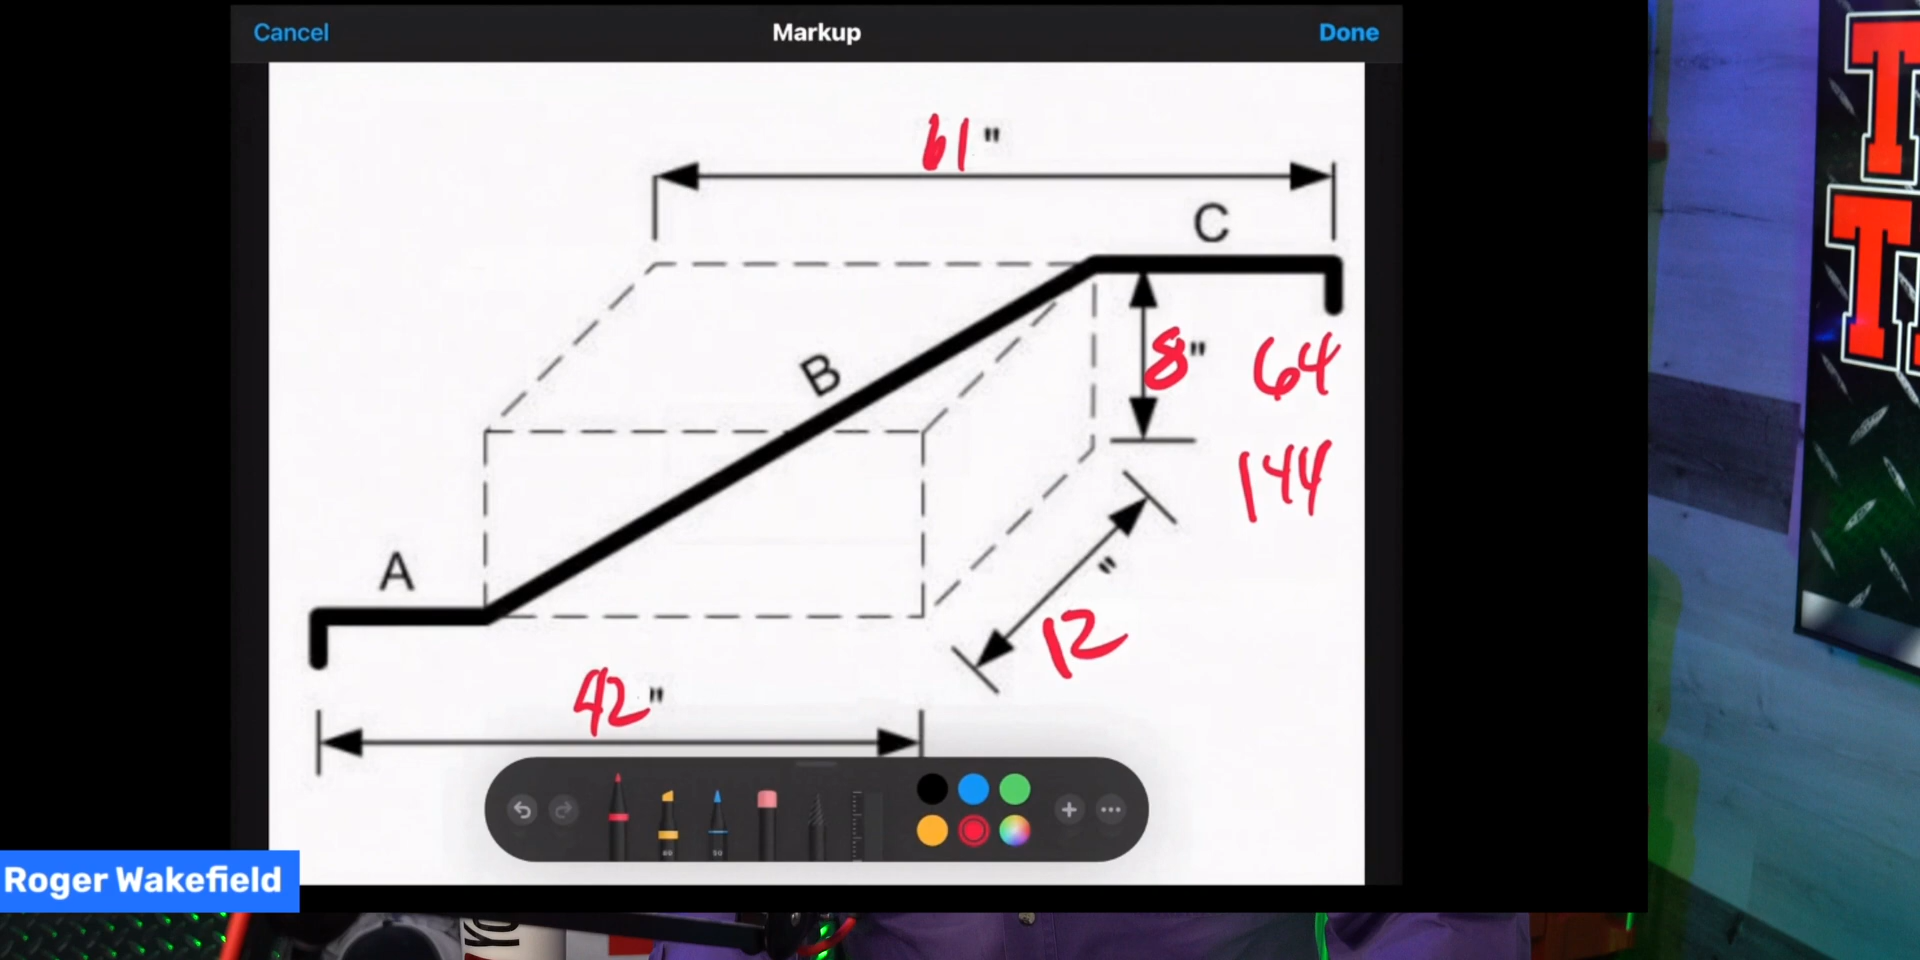 Cancel
Markup
Done
61"
C
8"
64
B
144
A
"
12
42"
Roger Wakefield
T
T